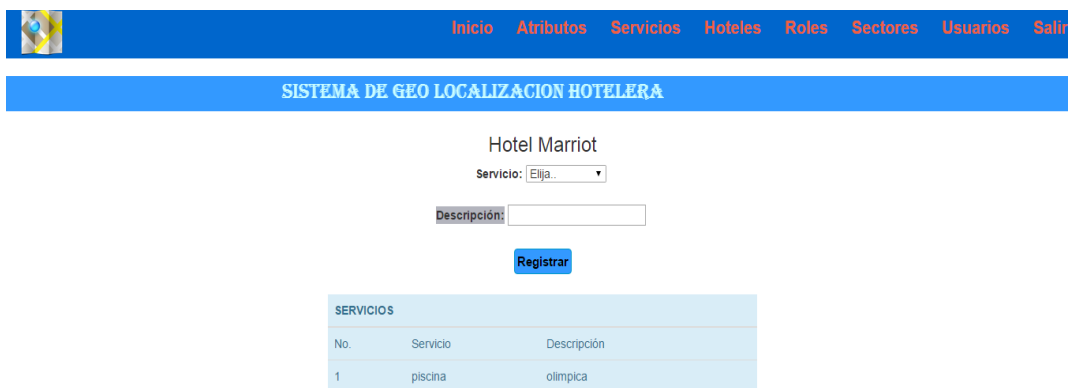 Inicio Atributos Servicios Hoteles Roles Sectores Usuarios Salir
SISTEMA DE GEO LOCALIZACION HOTELERA
Hotel Marriot
Servicio: Elija..
Descripción:
Registrar
SERVICIOS
No. Servicio Descripción
1 piscina olimpica